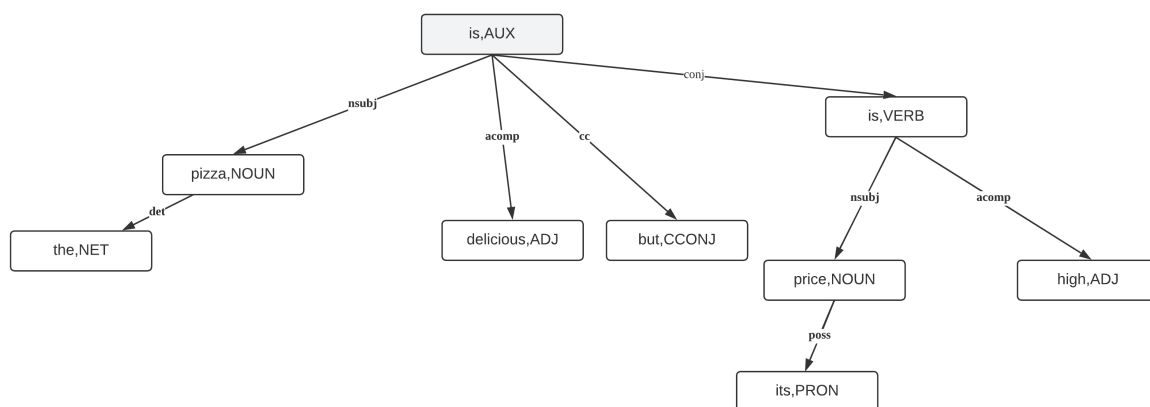 is,AUX
conj
nsubj
is,VERB
acomp
cc
pizza,NOUN
det
nsubj
acomp
the,NET
delicious,ADJ
but,CCONJ
price,NOUN
high,ADJ
poss
its,PRON